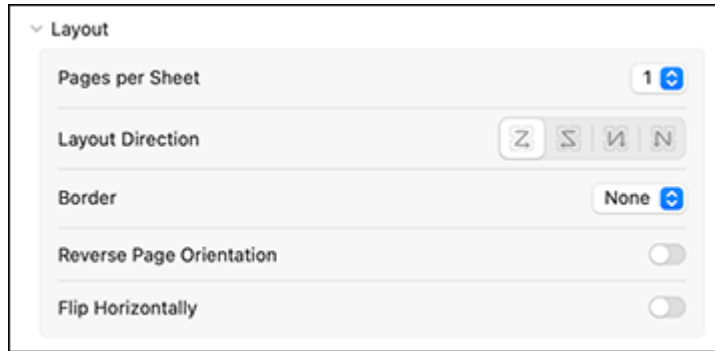 Layout
Pages per Sheet 1
Layout Direction
Border None
Reverse Page Orientation
Flip Horizontally